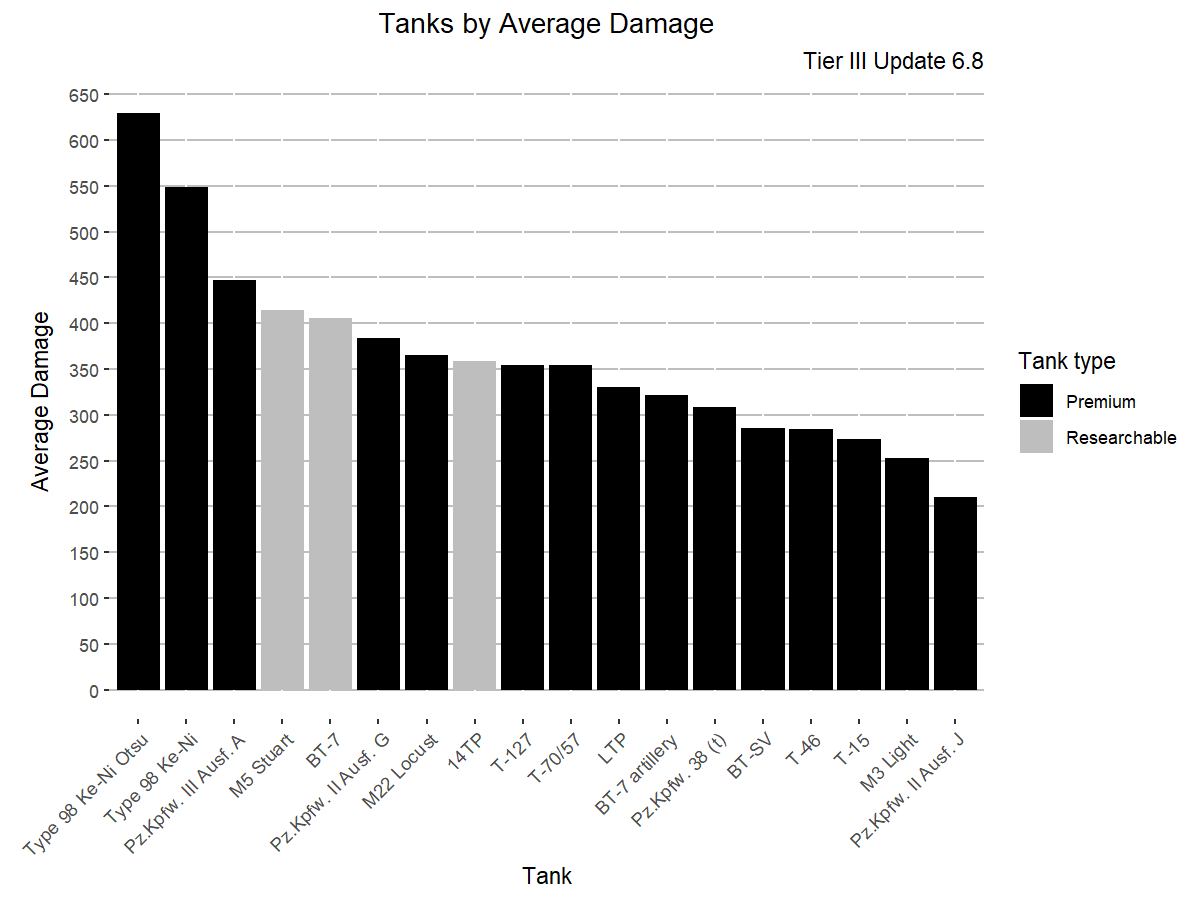 Tanks by Average Damage
Tier III Update 6.8
650
600
550
500
450
400
350
300
250
200
150
100
50
0
Average Damage
Type 98 Ke-Ni Otsu
Type 98 Ke-Ni
Pz.Kpfw. III Ausf. A
M5 Stuart
BT-7
Pz.Kpfw. II Ausf. G
M22 Locust
14TP
T-127
T-70/57
LTP
BT-7 artillery
Pz.Kpfw. 38 (t)
BT-SV
T-46
T-15
M3 Light
Pz.Kpfw. II Ausf. J
Tank
Tank type
Premium
Researchable